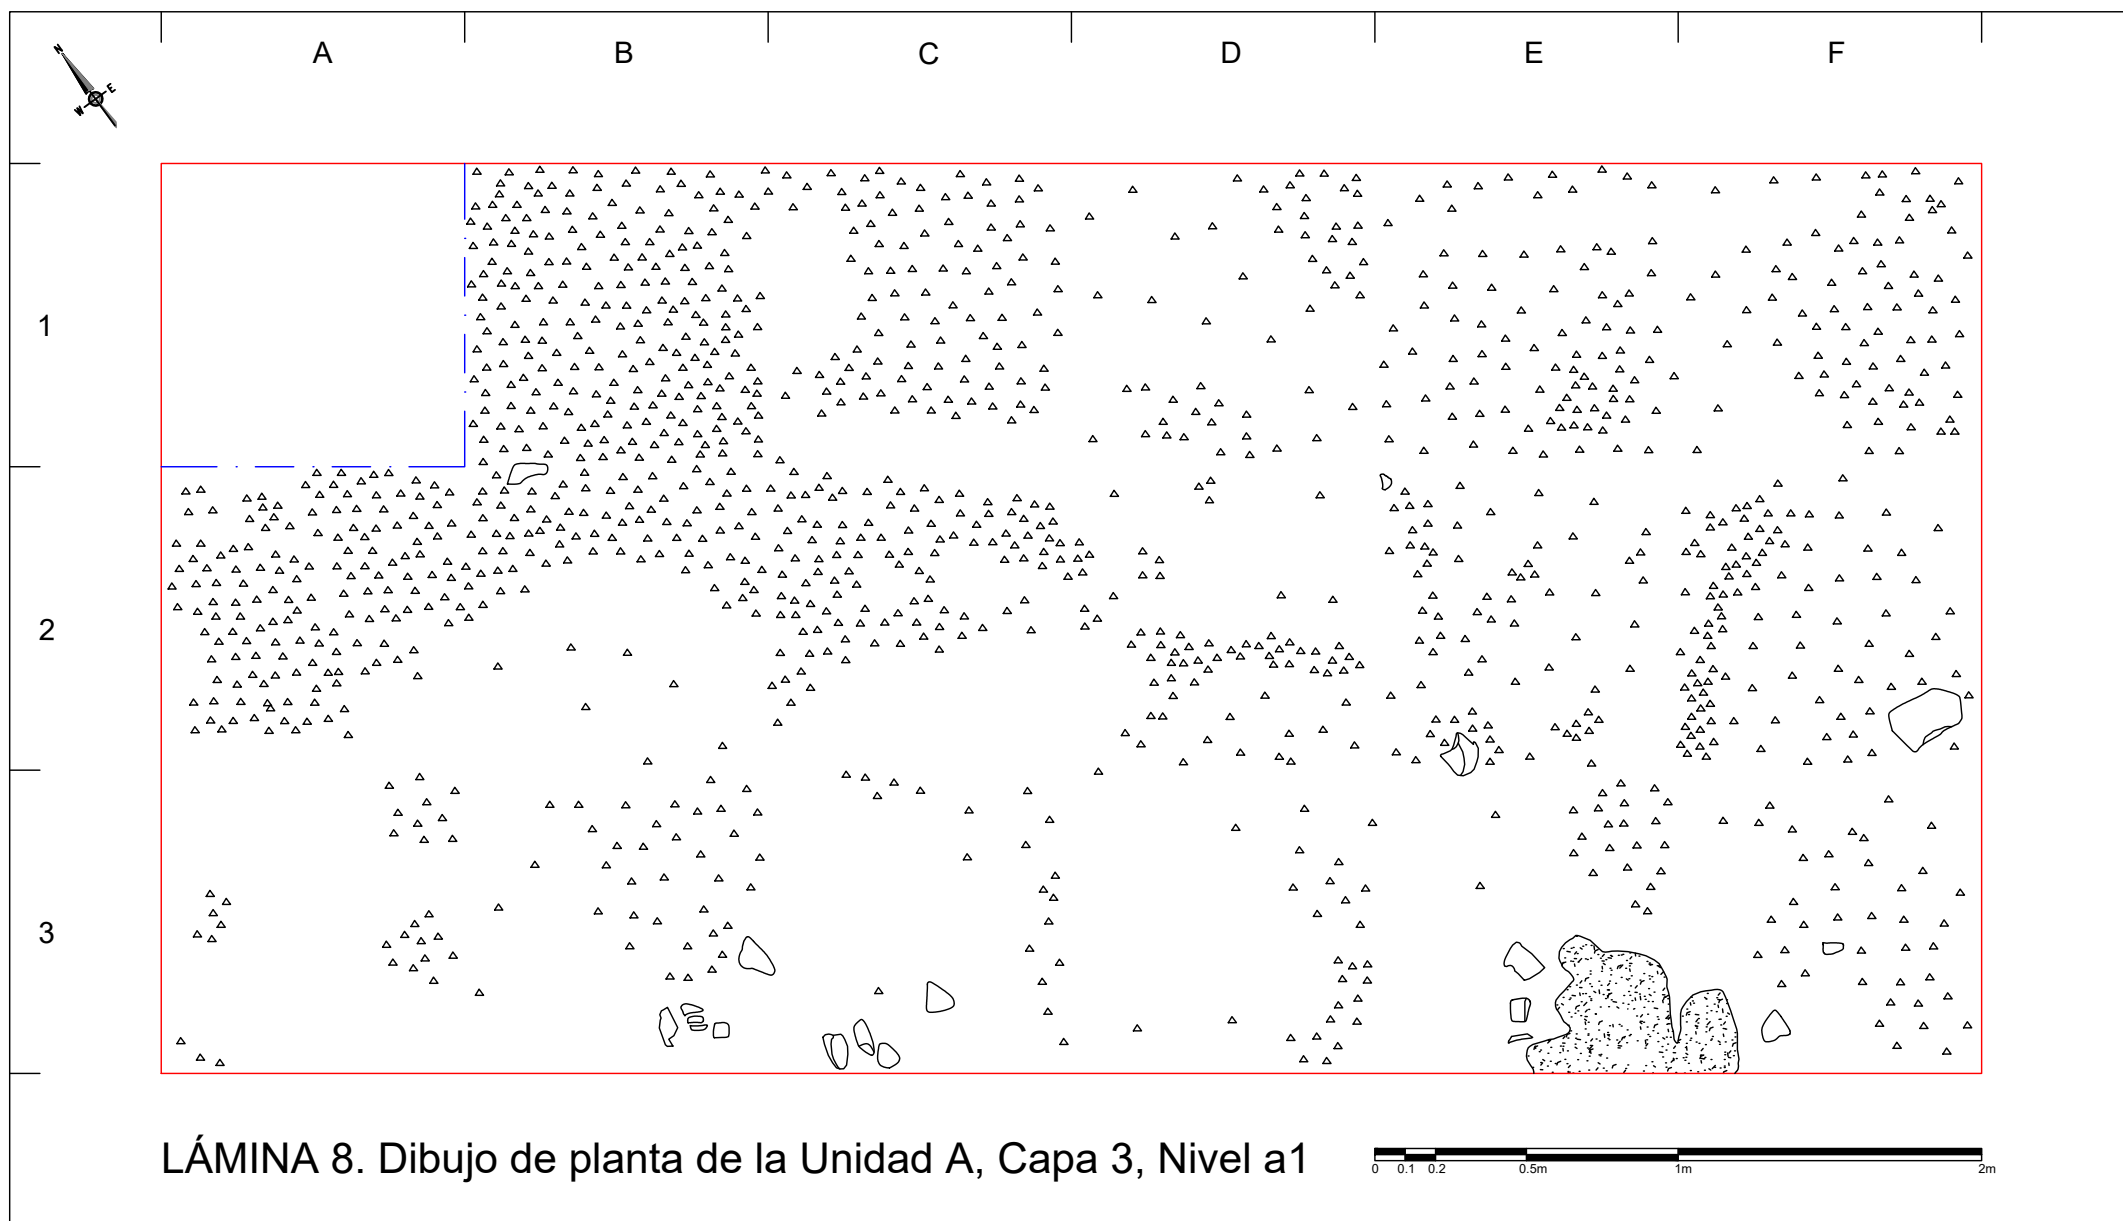 A B C D E F
N
E
W
1
2
3
LÁMINA 8. Dibujo de planta de la Unidad A, Capa 3, Nivel a1
0 0.1 0.2 0.5m 1m 2m